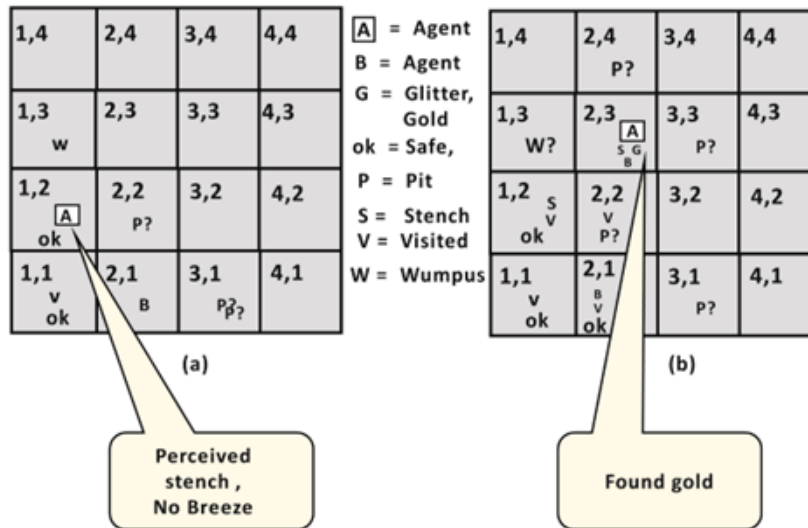 1,4 2,4 3,4 4,4
1,3 2,3 3,3 4,3
w
1,2 2,2 3,2 4,2
A P?
ok
1,1 2,1 3,1 4,1
v B P? P?
ok
(a)
Perceived
stench ,
No Breeze
A = Agent
B = Agent
G = Glitter,
Gold
ok = Safe,
P = Pit
S = Stench
V = Visited
W = Wumpus
1,4 2,4 3,4 4,4
P?
1,3 2,3 3,3 4,3
A
W? S G P?
B
1,2 2,2 3,2 4,2
S
V V
ok P?
1,1 2,1 3,1 4,1
v B P?
V
ok ok
(b)
Found gold